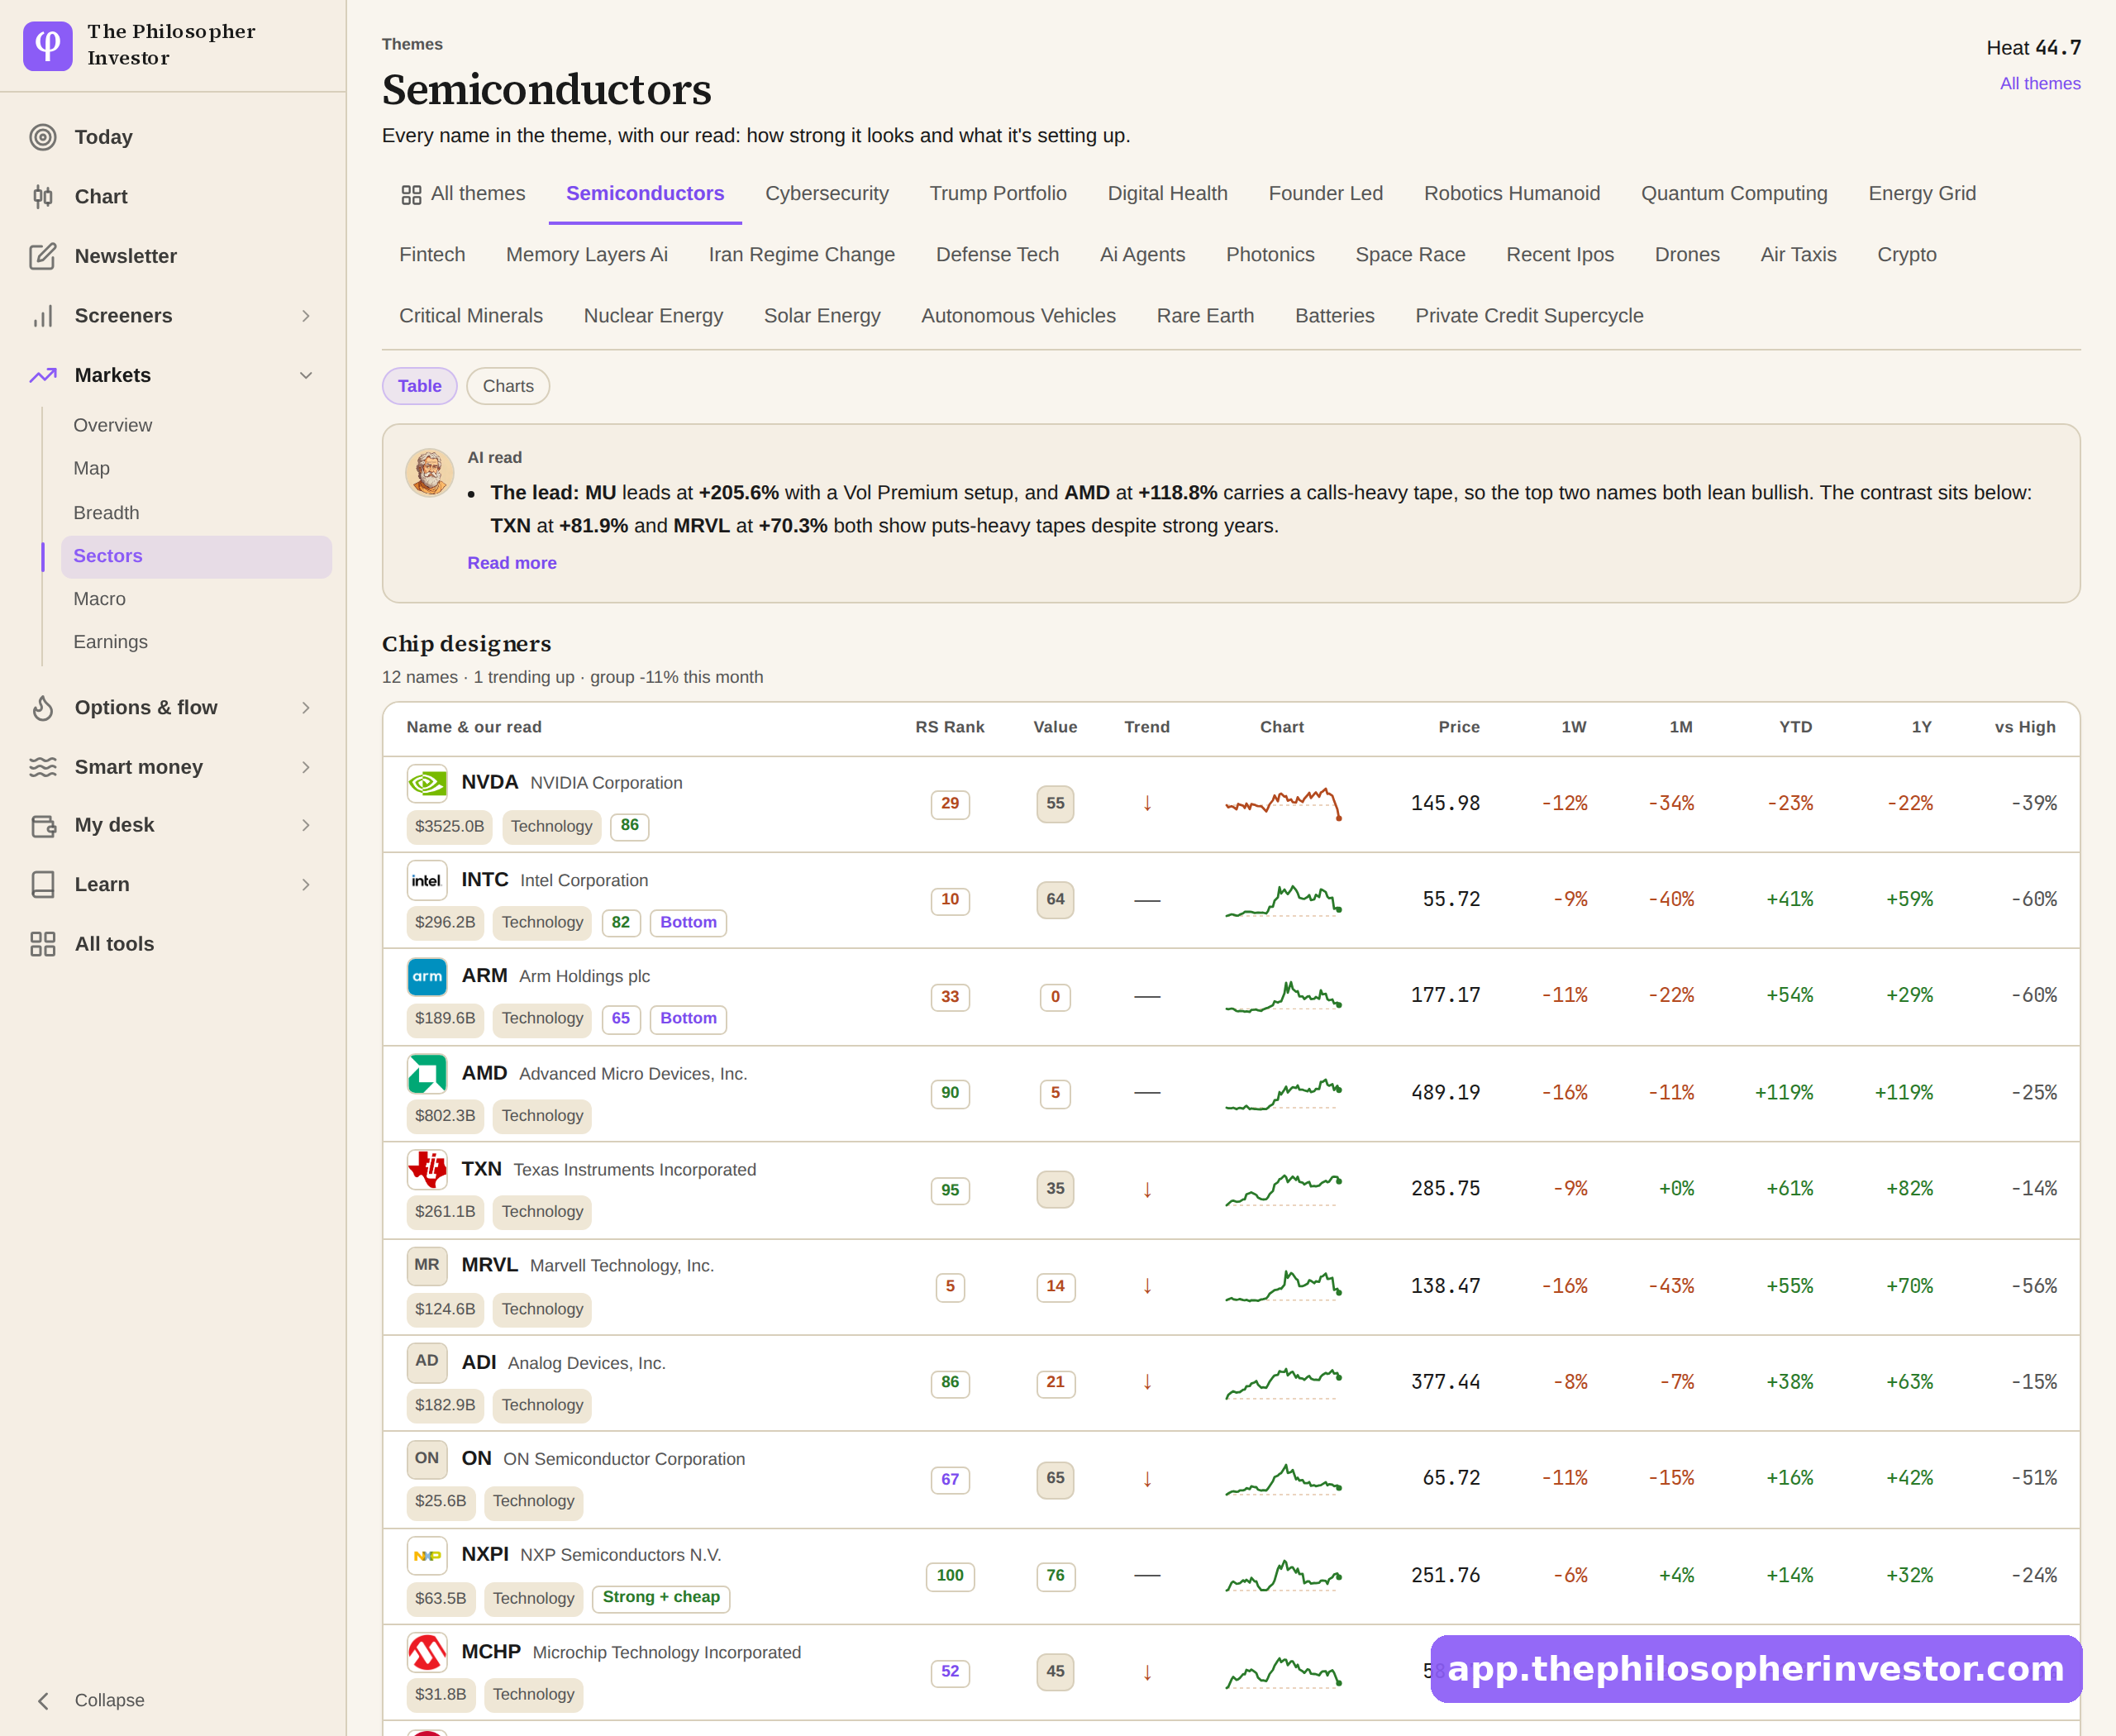 φ
The Philosopher
Investor
Today
Chart
Newsletter
Screeners
Markets
Overview
Map
Breadth
Sectors
Macro
Earnings
Options & flow
Smart money
My desk
Learn
All tools
Collapse
Themes
Heat 44.7
Semiconductors
All themes
Every name in the theme, with our read: how strong it looks and what it's setting up.
All themes Semiconductors Cybersecurity Trump Portfolio Digital Health Founder Led Robotics Humanoid Quantum Computing Energy Grid
Fintech Memory Layers Ai Iran Regime Change Defense Tech Ai Agents Photonics Space Race Recent Ipos Drones Air Taxis Crypto
Critical Minerals Nuclear Energy Solar Energy Autonomous Vehicles Rare Earth Batteries Private Credit Supercycle
Table Charts
AI read
• The lead: MU leads at +205.6% with a Vol Premium setup, and AMD at +118.8% carries a calls-heavy tape, so the top two names both lean bullish. The contrast sits below:
TXN at +81.9% and MRVL at +70.3% both show puts-heavy tapes despite strong years.
Read more
Chip designers
12 names · 1 trending up · group -11% this month
Name & our read RS Rank Value Trend Chart Price 1W 1M YTD 1Y vs High
NVDA NVIDIA Corporation
29 55 ↓ 145.98 -12% -34% -23% -22% -39%
$3525.0B Technology 86
intel INTC Intel Corporation
10 64 — 55.72 -9% -40% +41% +59% -60%
$296.2B Technology 82 Bottom
arm ARM Arm Holdings plc
33 0 — 177.17 -11% -22% +54% +29% -60%
$189.6B Technology 65 Bottom
AMD Advanced Micro Devices, Inc.
90 5 — 489.19 -16% -11% +119% +119% -25%
$802.3B Technology
TXN Texas Instruments Incorporated
95 35 ↓ 285.75 -9% +0% +61% +82% -14%
$261.1B Technology
MR MRVL Marvell Technology, Inc.
5 14 ↓ 138.47 -16% -43% +55% +70% -56%
$124.6B Technology
AD ADI Analog Devices, Inc.
86 21 ↓ 377.44 -8% -7% +38% +63% -15%
$182.9B Technology
ON ON ON Semiconductor Corporation
67 65 ↓ 65.72 -11% -15% +16% +42% -51%
$25.6B Technology
NXP NXPI NXP Semiconductors N.V.
100 76 — 251.76 -6% +4% +14% +32% -24%
$63.5B Technology Strong + cheap
MCHP Microchip Technology Incorporated
52 45 ↓
$31.8B Technology
app.thephilosopherinvestor.com